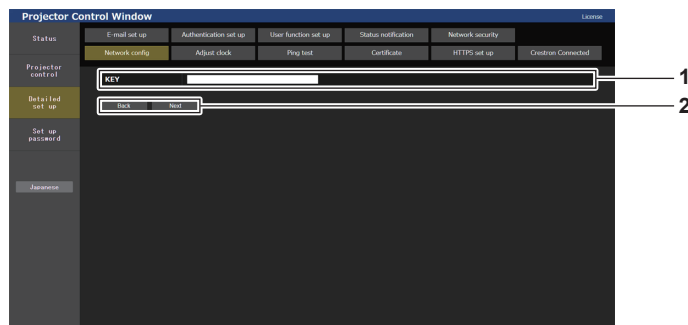 Projector Control Window
License
Status
E-mail set up
Authentication set up
User function set up
Status notification
Network security
Network config
Adjust clock
Ping test
Certificate
HTTPS set up
Crestron Connected
Projector
control
KEY
1
Detailed
set up
Back
Next
2
Set up
password
Japanese